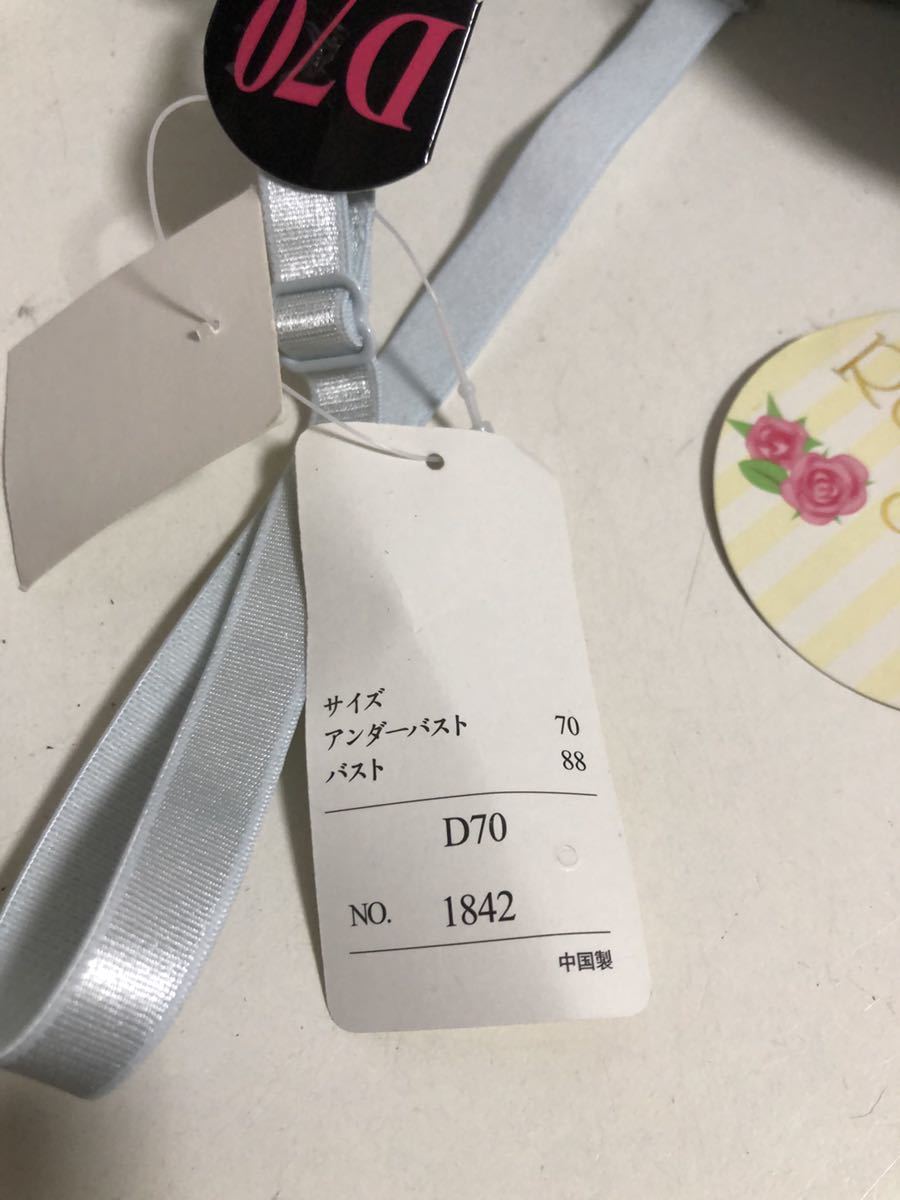 D70
サイズ
アンダーバスト 70
バスト 88
D70
NO. 1842
中国製